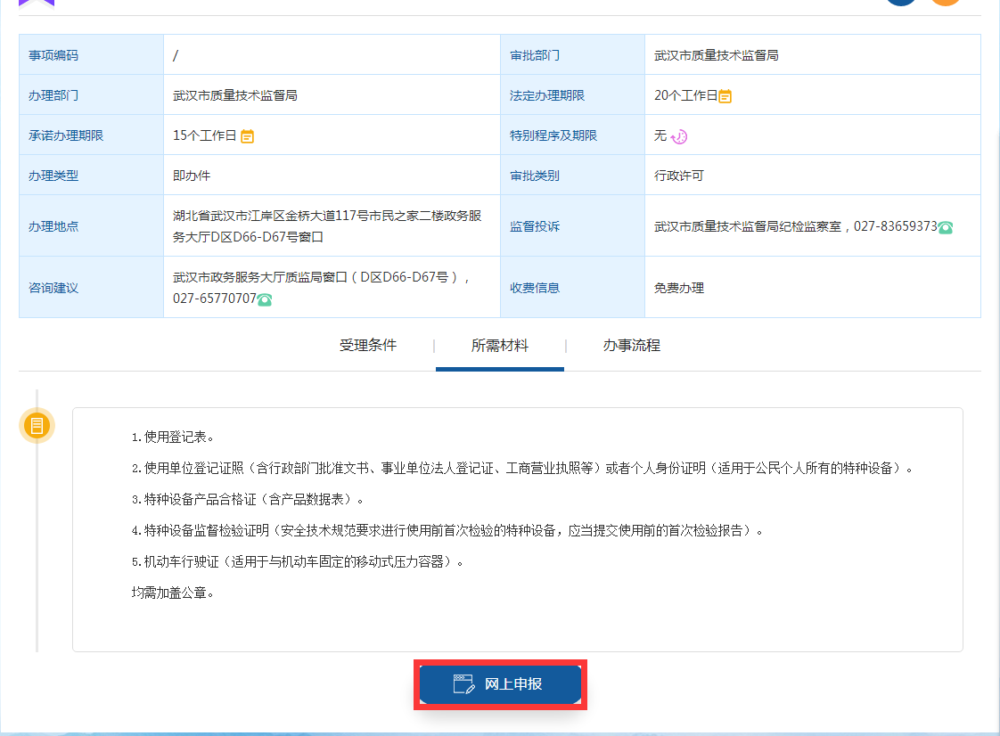 事项编码 / 审批部门 武汉市质量技术监督局
办理部门 武汉市质量技术监督局 法定办理期限 20个工作日
承诺办理期限 15个工作日 特别程序及期限 无
办理类型 即办件 审批类别 行政许可
办理地点 湖北省武汉市江岸区金桥大道117号市民之家二楼政务服
务大厅D区D66-D67号窗口
监督投诉 武汉市质量技术监督局纪检监察室，027-83659373
咨询建议 武汉市政务服务大厅质监局窗口（D区D66-D67号），
027-65770707
收费信息 免费办理
受理条件 | 所需材料 | 办事流程
1.使用登记表。
2.使用单位登记证照（含行政部门批准文书、事业单位法人登记证、工商营业执照等）或者个人身份证明（适用于公民个人所有的特种设备）。
3.特种设备产品合格证（含产品数据表）。
4.特种设备监督检验证明（安全技术规范要求进行使用前首次检验的特种设备，应当提交使用前的首次检验报告）。
5.机动车行驶证（适用于与机动车固定的移动式压力容器）。
均需加盖公章。
网上申报